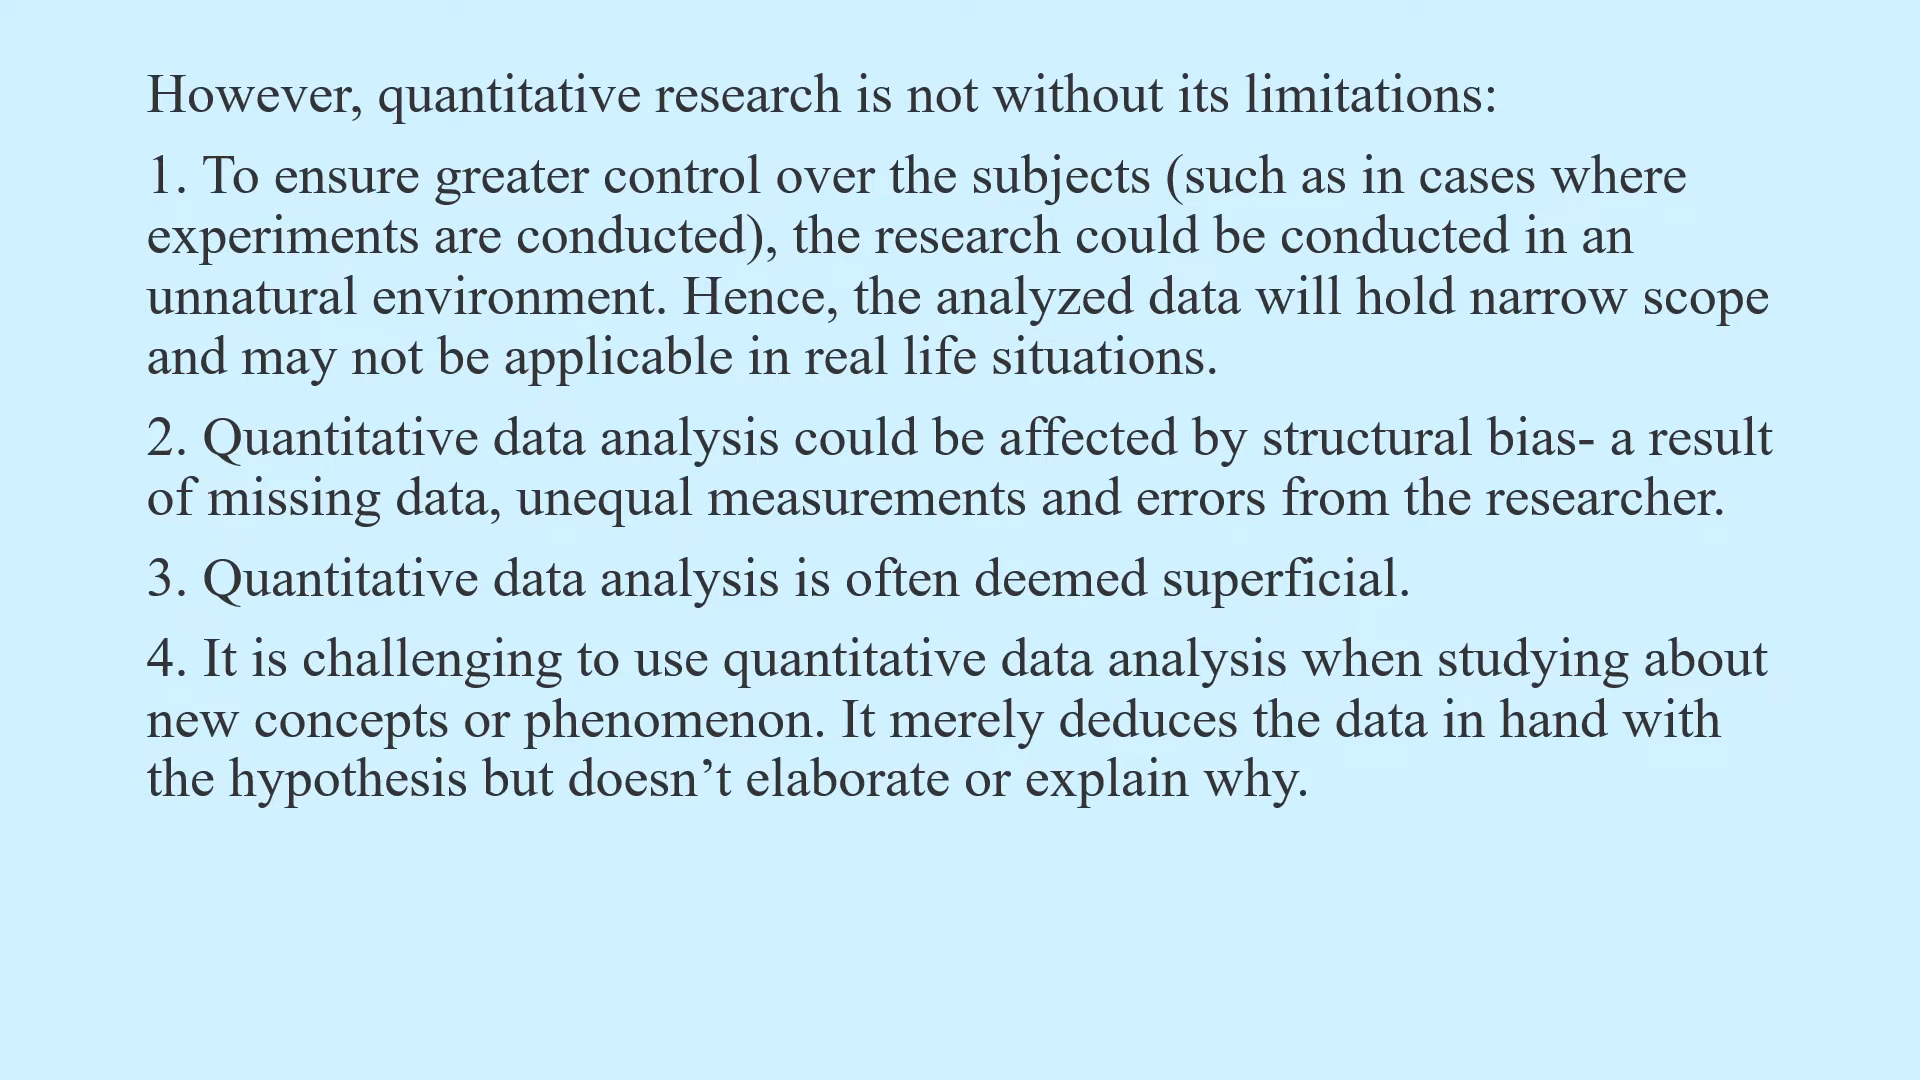 However, quantitative research is not without its limitations:
1. To ensure greater control over the subjects (such as in cases where
experiments are conducted), the research could be conducted in an
unnatural environment. Hence, the analyzed data will hold narrow scope
and may not be applicable in real life situations.
2. Quantitative data analysis could be affected by structural bias- a result
of missing data, unequal measurements and errors from the researcher.
3. Quantitative data analysis is often deemed superficial.
4. It is challenging to use quantitative data analysis when studying about
new concepts or phenomenon. It merely deduces the data in hand with
the hypothesis but doesn’t elaborate or explain why.